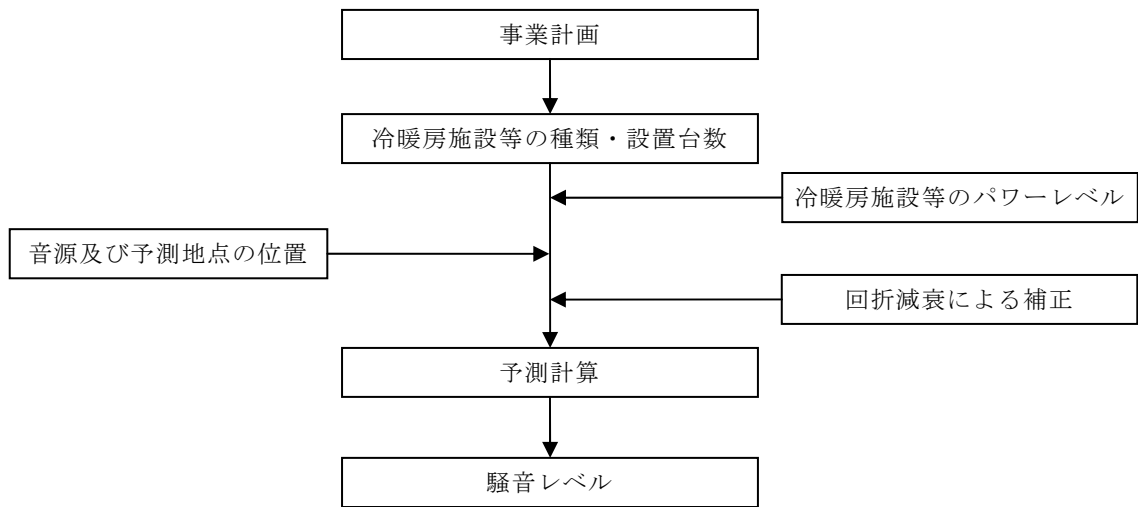 事業計画
冷暖房施設等の種類・設置台数
冷暖房施設等のパワーレベル
音源及び予測地点の位置
回折減衰による補正
予測計算
騒音レベル